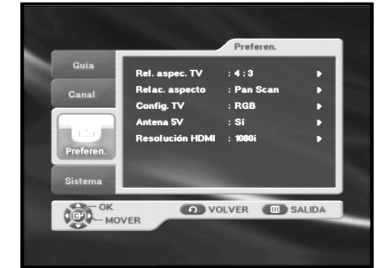 Preferen.
Guía
Canal
Preferen.
Sistema
Rel. aspec. TV : 4 : 3
Relac. aspecto : Pan Scan
Config. TV : RGB
Antena 5V : Sí
Resolución HDMI : 1080i
OK
MOVER
VOLVER
SALIDA